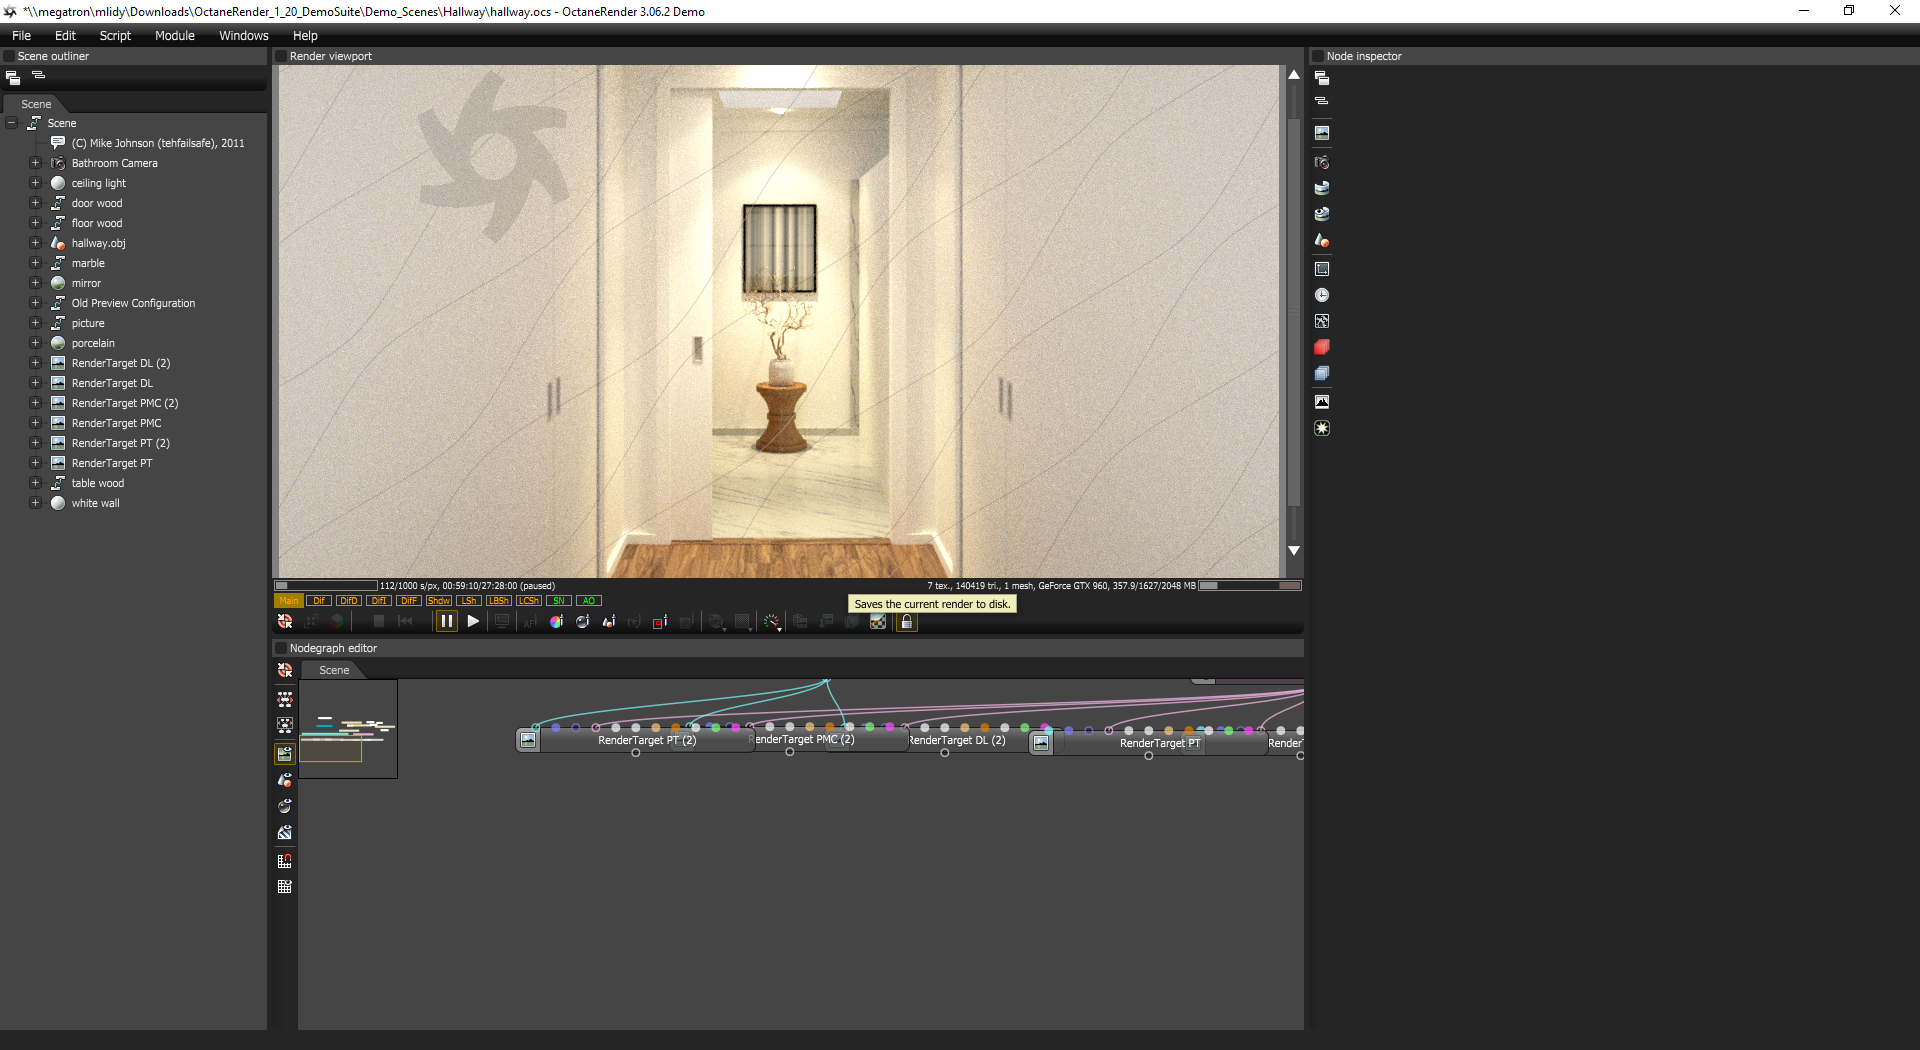 *\\megatron\mlidy\Downloads\OctaneRender_1_20_DemoSuite\Demo_Scenes\Hallway\hallway.ocs - OctaneRender 3.06.2 Demo
File Edit Script Module Windows Help
Scene outliner
Scene
Scene
(C) Mike Johnson (tehfailsafe), 2011
Bathroom Camera
ceiling light
door wood
floor wood
hallway.obj
marble
mirror
Old Preview Configuration
picture
porcelain
RenderTarget DL (2)
RenderTarget DL
RenderTarget PMC (2)
RenderTarget PMC
RenderTarget PT (2)
RenderTarget PT
table wood
white wall
Render viewport
112/1000 s/px, 00:59:10/27:28:00 (paused)
7 tex., 140419 tri., 1 mesh, GeForce GTX 960, 357.9/1627/2048 MB
Main Dif DifD DifI DifF Shdw LSh LBSh LCSh SN AO
Saves the current render to disk.
Nodegraph editor
Scene
RenderTarget PT (2)
enderTarget PMC (2)
RenderTarget DL (2)
RenderTarget PT
Render
Node inspector